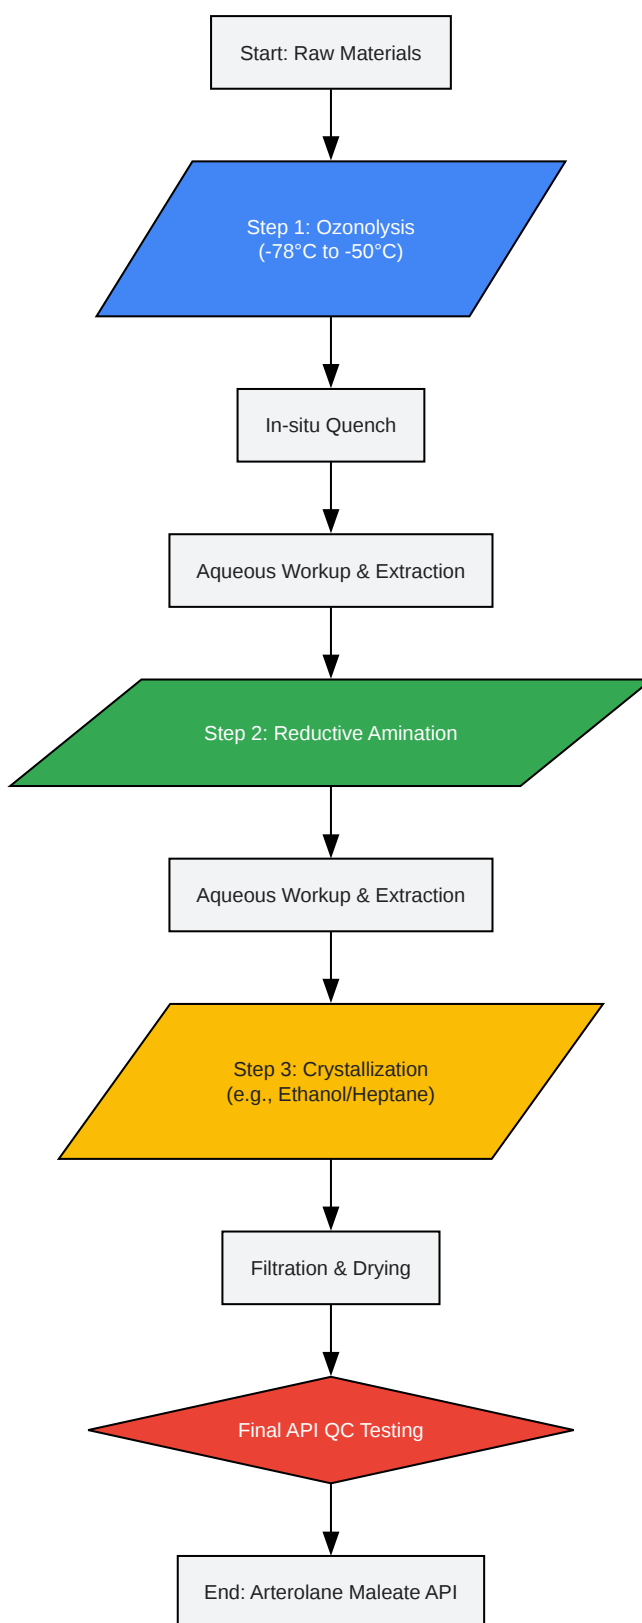 Start: Raw Materials
Step 1: Ozonolysis
(-78°C to -50°C)
In-situ Quench
Aqueous Workup & Extraction
Step 2: Reductive Amination
Aqueous Workup & Extraction
Step 3: Crystallization
(e.g., Ethanol/Heptane)
Filtration & Drying
Final API QC Testing
End: Arterolane Maleate API